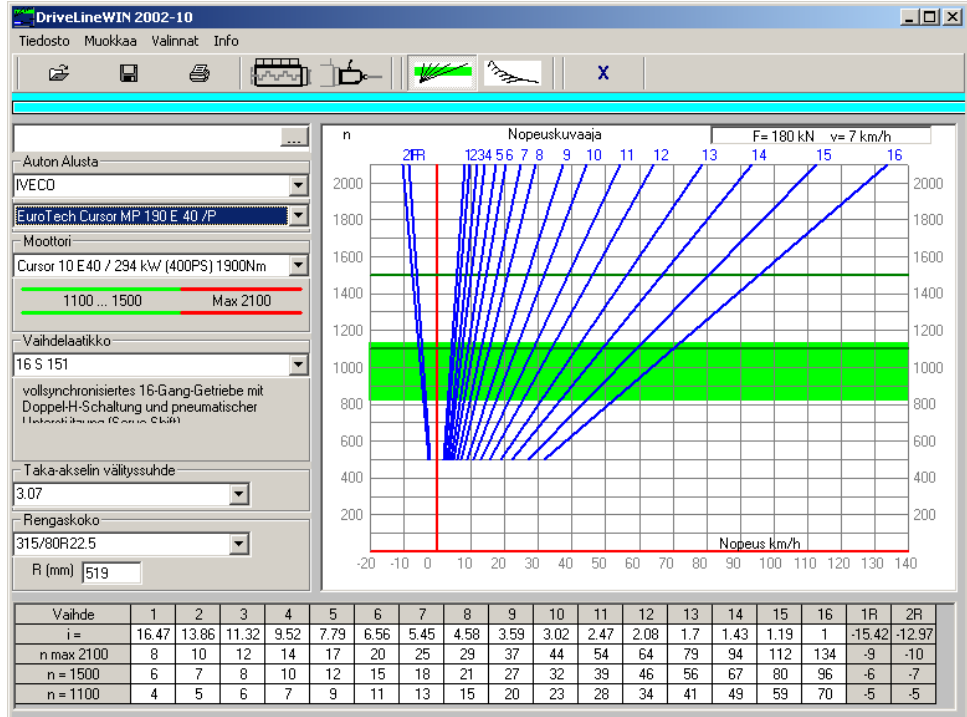 DriveLineWIN 2002-10
Tiedosto Muokkaa Valinnat Info
X
...
Auton Alusta
IVECO
EuroTech Cursor MP 190 E 40 /P
Moottori
Cursor 10 E40 / 294 kW (400PS) 1900Nm
1100 ... 1500 Max 2100
Vaihdelaatikko
16 S 151
vollsynchronisiertes 16-Gang-Getriebe mit
Doppel-H-Schaltung und pneumatischer
Unterstützung (Servo Shift)
Taka-akselin välityssuhde
3.07
Rengaskoko
315/80R22.5
R (mm) 519
n Nopeuskuvaaja F= 180 kN v= 7 km/h
2R 1R 1 2 3 4 5 6 7 8 9 10 11 12 13 14 15 16
2000 2000
1800 1800
1600 1600
1400 1400
1200 1200
1000 1000
800 800
600 600
400 400
200 200
Nopeus km/h
-20 -10 0 10 20 30 40 50 60 70 80 90 100 110 120 130 140
Vaihde 1 2 3 4 5 6 7 8 9 10 11 12 13 14 15 16 1R 2R
i = 16.47 13.86 11.32 9.52 7.79 6.56 5.45 4.58 3.59 3.02 2.47 2.08 1.7 1.43 1.19 1 -15.42 -12.97
n max 2100 8 10 12 14 17 20 25 29 37 44 54 64 79 94 112 134 -9 -10
n = 1500 6 7 8 10 12 15 18 21 27 32 39 46 56 67 80 96 -6 -7
n = 1100 4 5 6 7 9 11 13 15 20 23 28 34 41 49 59 70 -5 -5